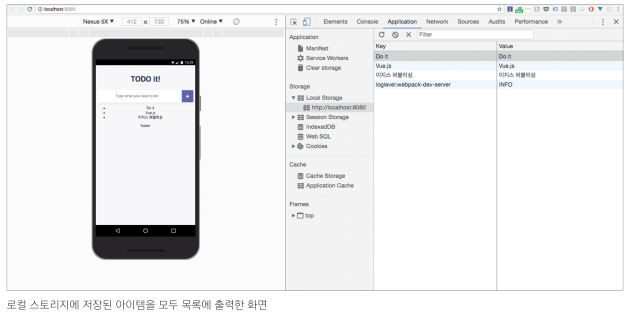 localhost:8080
Nexus 5X ▼ 412 x 732 75% ▼ Online ▼
Elements Console Application Network Sources Audits Performance »
Application
Manifest
Service Workers
Clear storage
Storage
Local Storage
http://localhost:8080
Session Storage
IndexedDB
Web SQL
Cookies
Cache
Cache Storage
Application Cache
Frames
top
Filter
Key Value
Do it Do it
Vue.js Vue.js
이지스 퍼블리싱 이지스 퍼블리싱
loglevel:webpack-dev-server INFO
12:29
TODO it!
Type what you have to do +
Do it
Vue.js
이지스 퍼블리싱
footer
로컬 스토리지에 저장된 아이템을 모두 목록에 출력한 화면